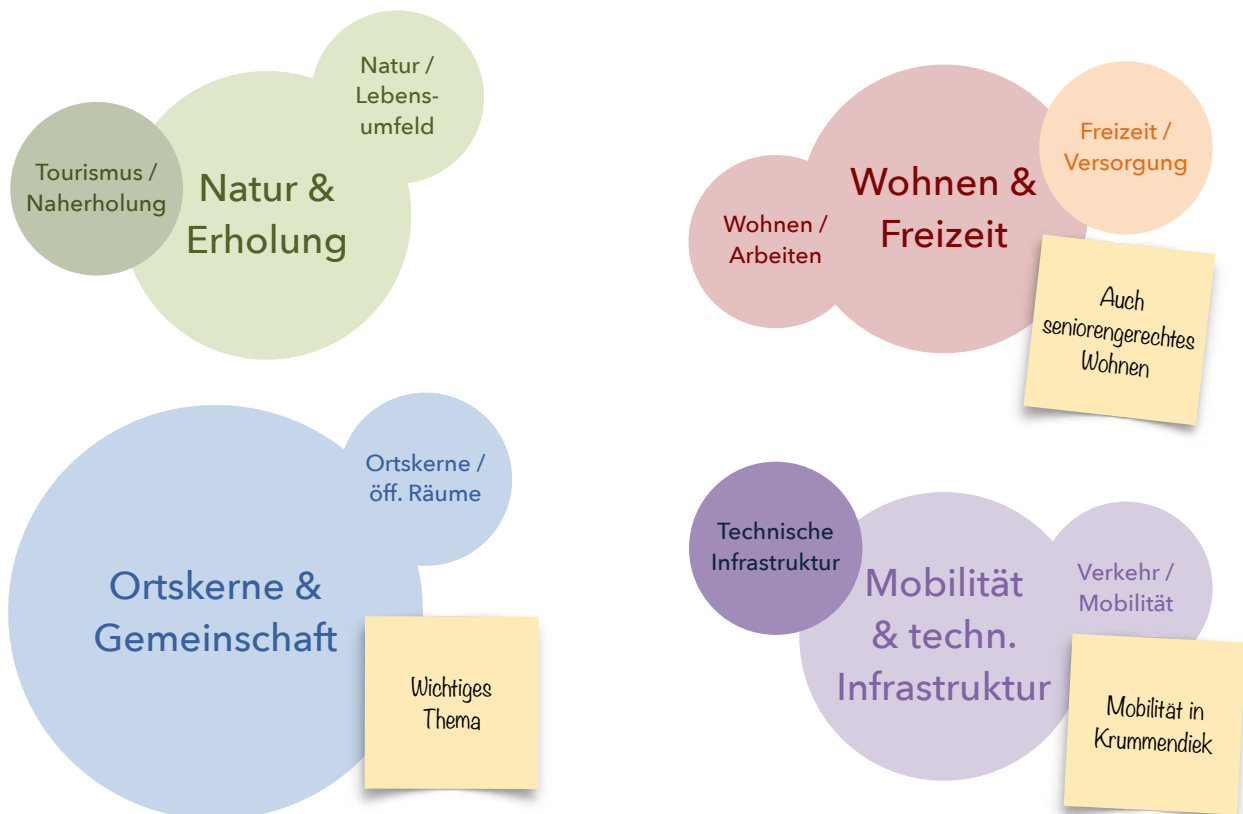 Natur /
Lebens-
umfeld
Tourismus /
Naherholung
Natur &
Erholung
Freizeit /
Versorgung
Wohnen &
Freizeit
Wohnen /
Arbeiten
Auch
seniorengerechtes
Wohnen
Ortskerne /
öff. Räume
Ortskerne &
Gemeinschaft
Wichtiges
Thema
Technische
Infrastruktur
Mobilität
& techn.
Infrastruktur
Verkehr /
Mobilität
Mobilität in
Krummendiek